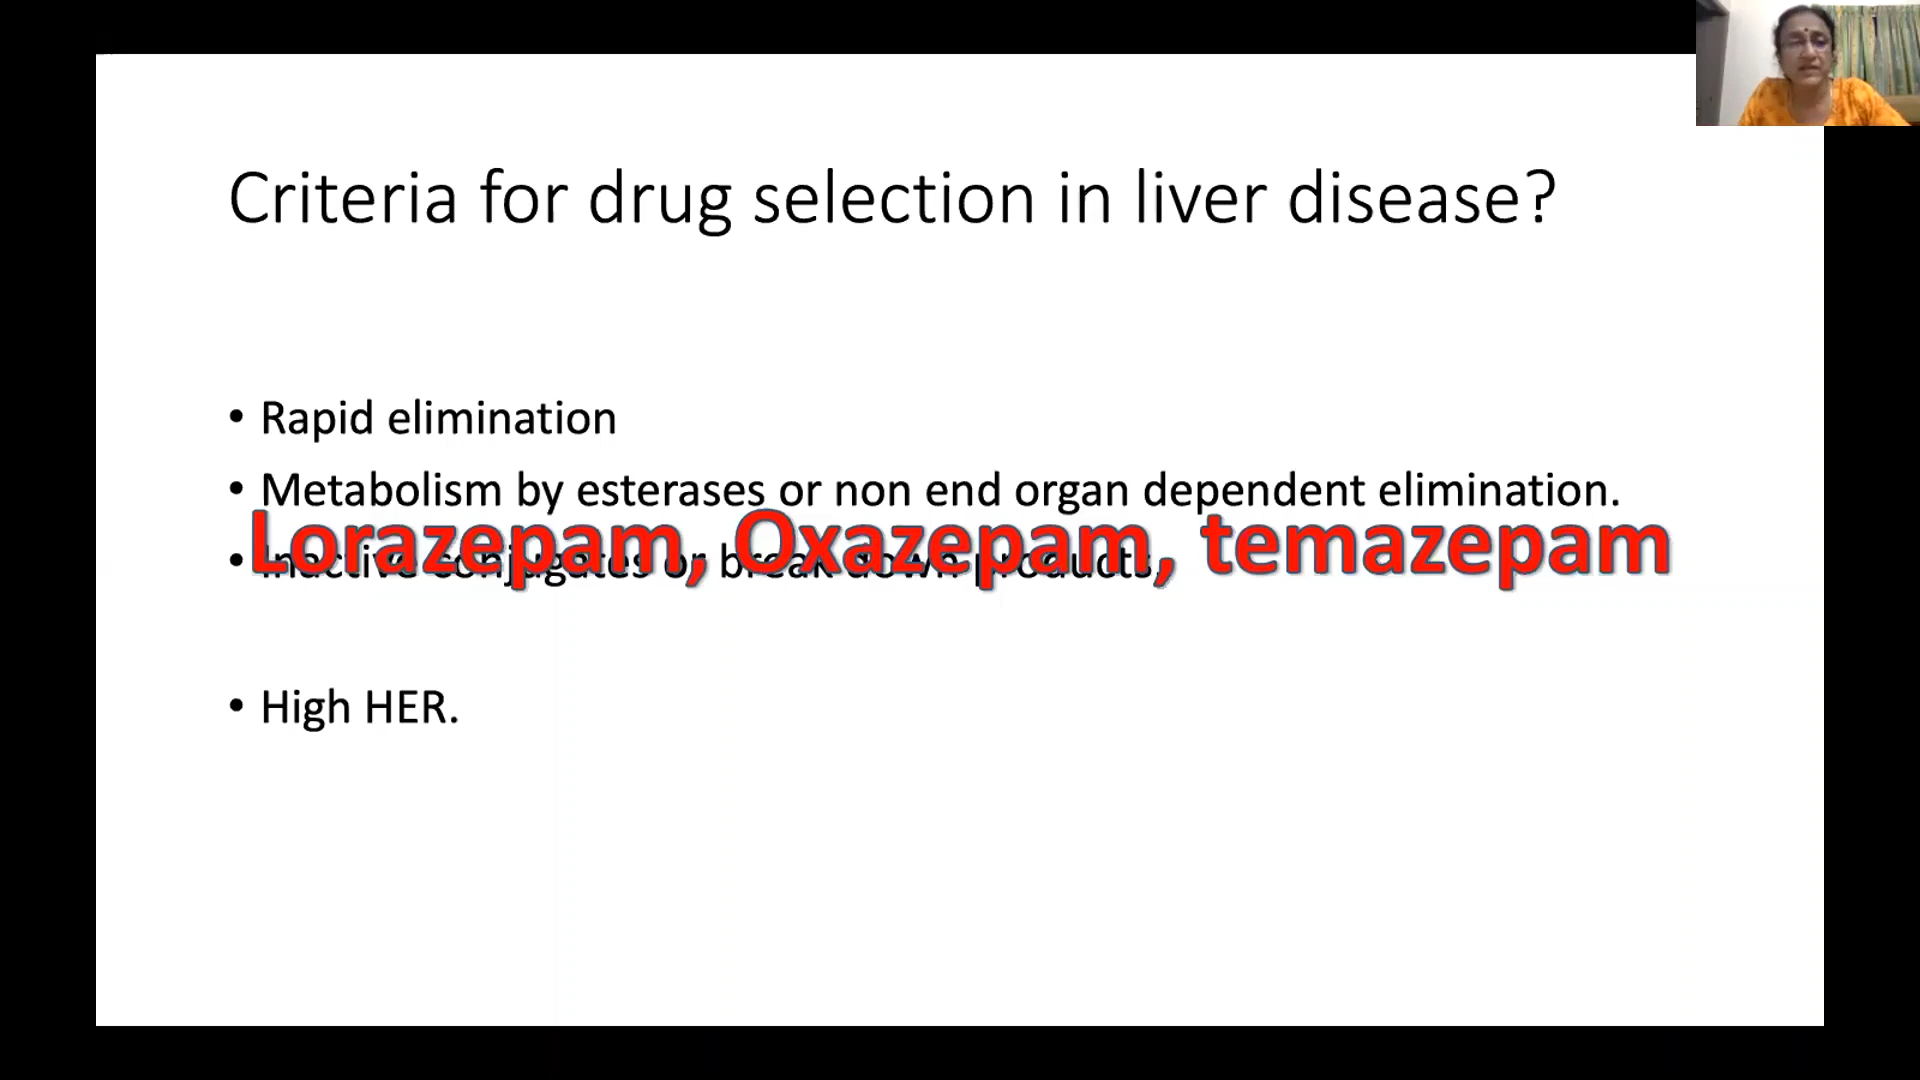 Criteria for drug selection in liver disease?
• Rapid elimination
• Metabolism by esterases or non end organ dependent elimination.
Lorazepam, Oxazepam, temazepam
• Inactive conjugates or break down products.
• High HER.